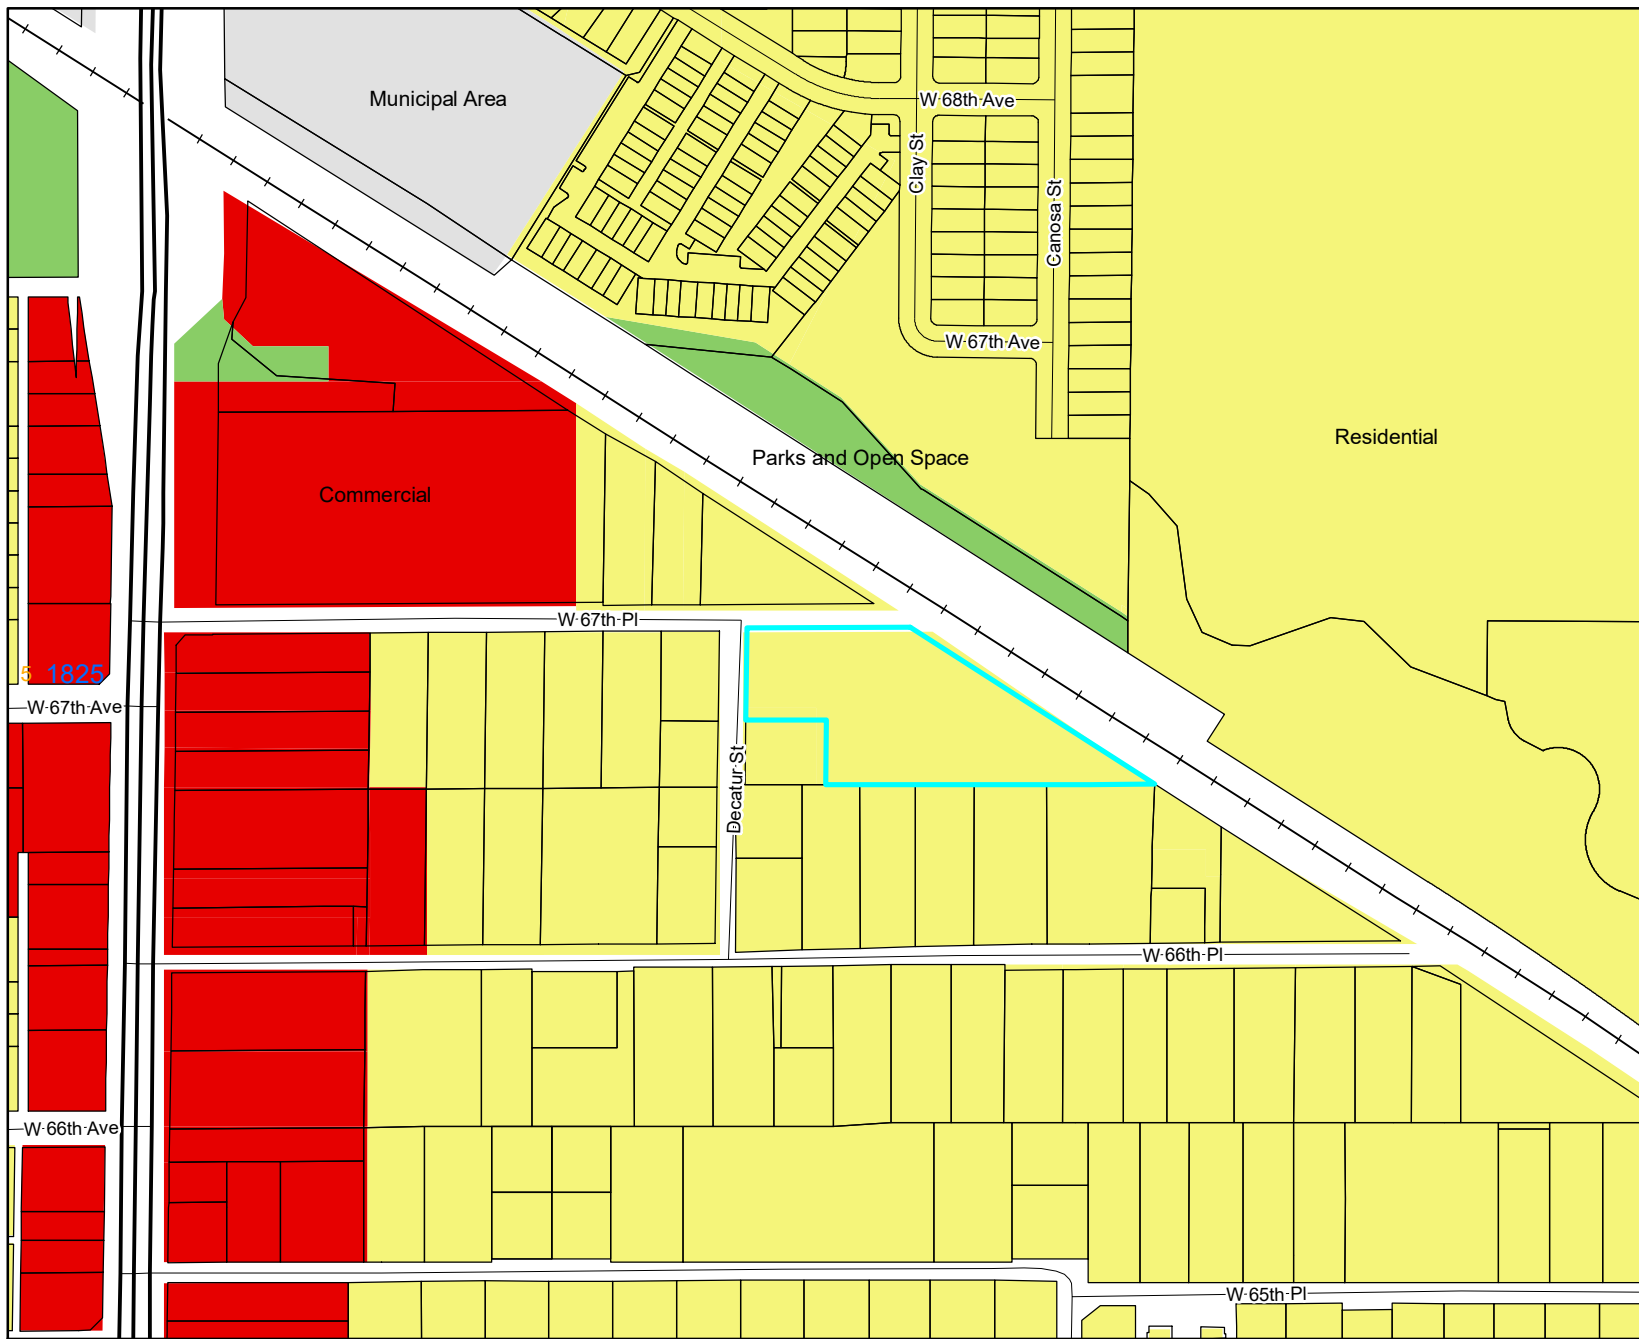 Municipal Area
W 68th Ave
Clay St
Canosa St
W 67th Ave
Residential
Parks and Open Space
Commercial
W 67th Pl
5 1825
W 67th Ave
Decatur St
W 66th Pl
W 66th Ave
W 65th Pl